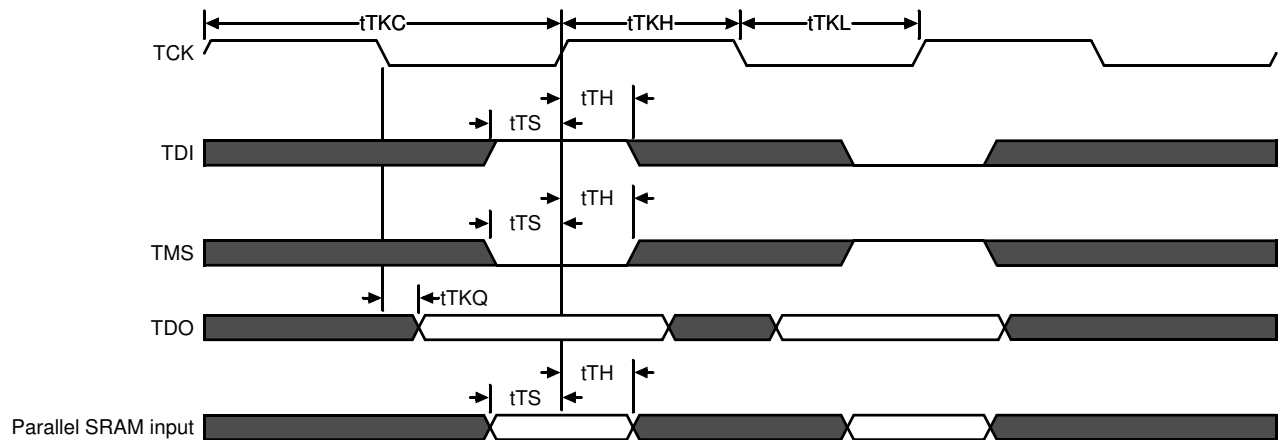 tTKC tTKH tTKL
TCK
tTH
tTS
TDI
tTH
tTS
TMS
tTKQ
TDO
tTH
tTS
Parallel SRAM input